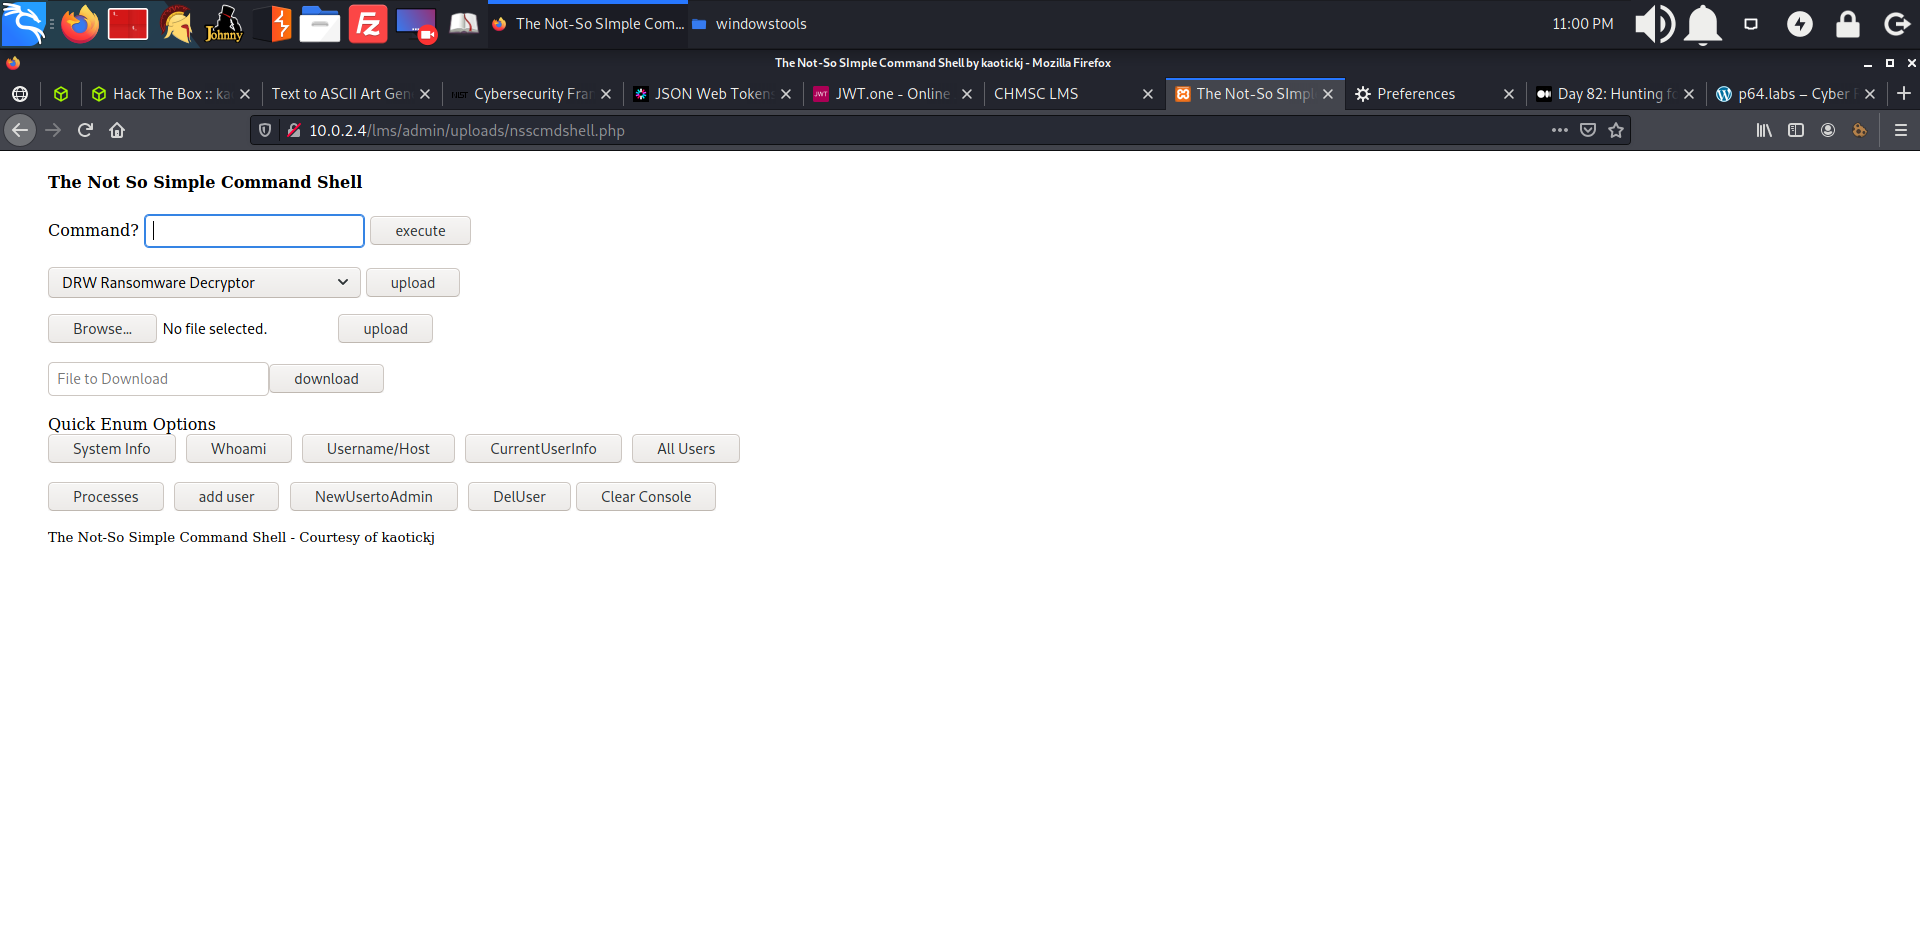 Johnny
The Not-So SImple Com...
windowstools
11:00 PM
The Not-So SImple Command Shell by kaotickj - Mozilla Firefox
Hack The Box :: ka
Text to ASCII Art Gen
NIST
Cybersecurity Fra
JSON Web Token
JWT
JWT.one - Online
CHMSC LMS
The Not-So SImpl
Preferences
Day 82: Hunting fo
p64.labs – Cyber F
10.0.2.4/lms/admin/uploads/nsscmdshell.php
The Not So Simple Command Shell
Command?
execute
DRW Ransomware Decryptor
upload
Browse...
No file selected.
upload
File to Download
download
Quick Enum Options
System Info
Whoami
Username/Host
CurrentUserInfo
All Users
Processes
add user
NewUsertoAdmin
DelUser
Clear Console
The Not-So Simple Command Shell - Courtesy of kaotickj